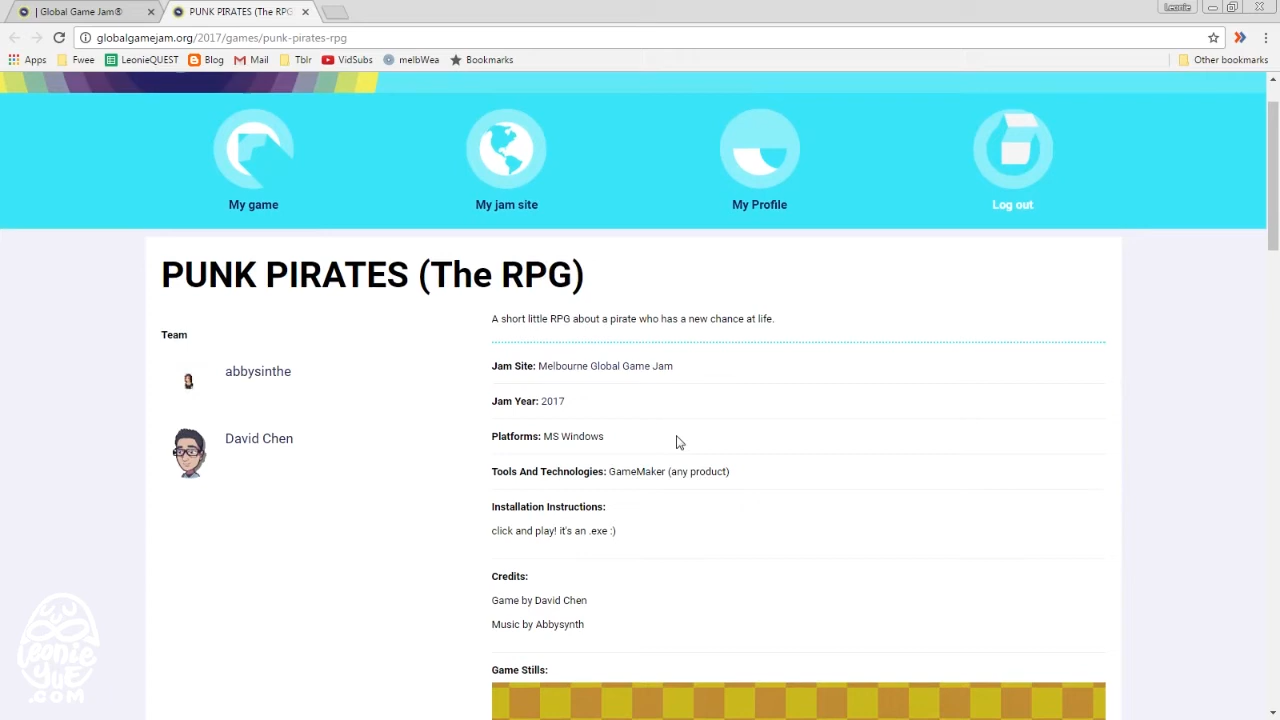 | Global Game Jam®
PUNK PIRATES (The RPG)
Leonie
globalgamejam.org/2017/games/punk-pirates-rpg
Apps
Fwee
LeonieQUEST
Blog
Mail
Tblr
VidSubs
melbWea
Bookmarks
Other bookmarks
My game
My jam site
My Profile
Log out
PUNK PIRATES (The RPG)
Team
abbysinthe
David Chen
A short little RPG about a pirate who has a new chance at life.
Jam Site: Melbourne Global Game Jam
Jam Year: 2017
Platforms: MS Windows
Tools And Technologies: GameMaker (any product)
Installation Instructions:
click and play! it's an .exe :)
Credits:
Game by David Chen
Music by Abbysynth
Game Stills:
Leonie
YUE
.COM